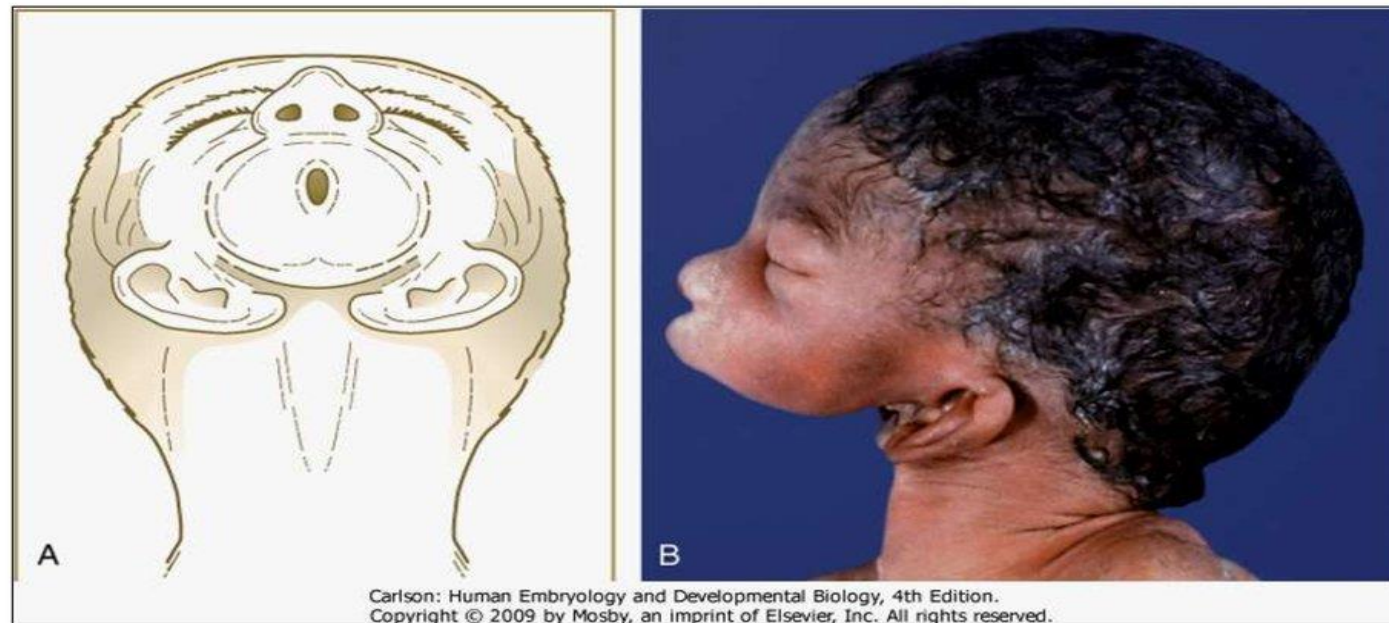 A
B
Carlson: Human Embryology and Developmental Biology, 4th Edition.
Copyright © 2009 by Mosby, an imprint of Elsevier, Inc. All rights reserved.